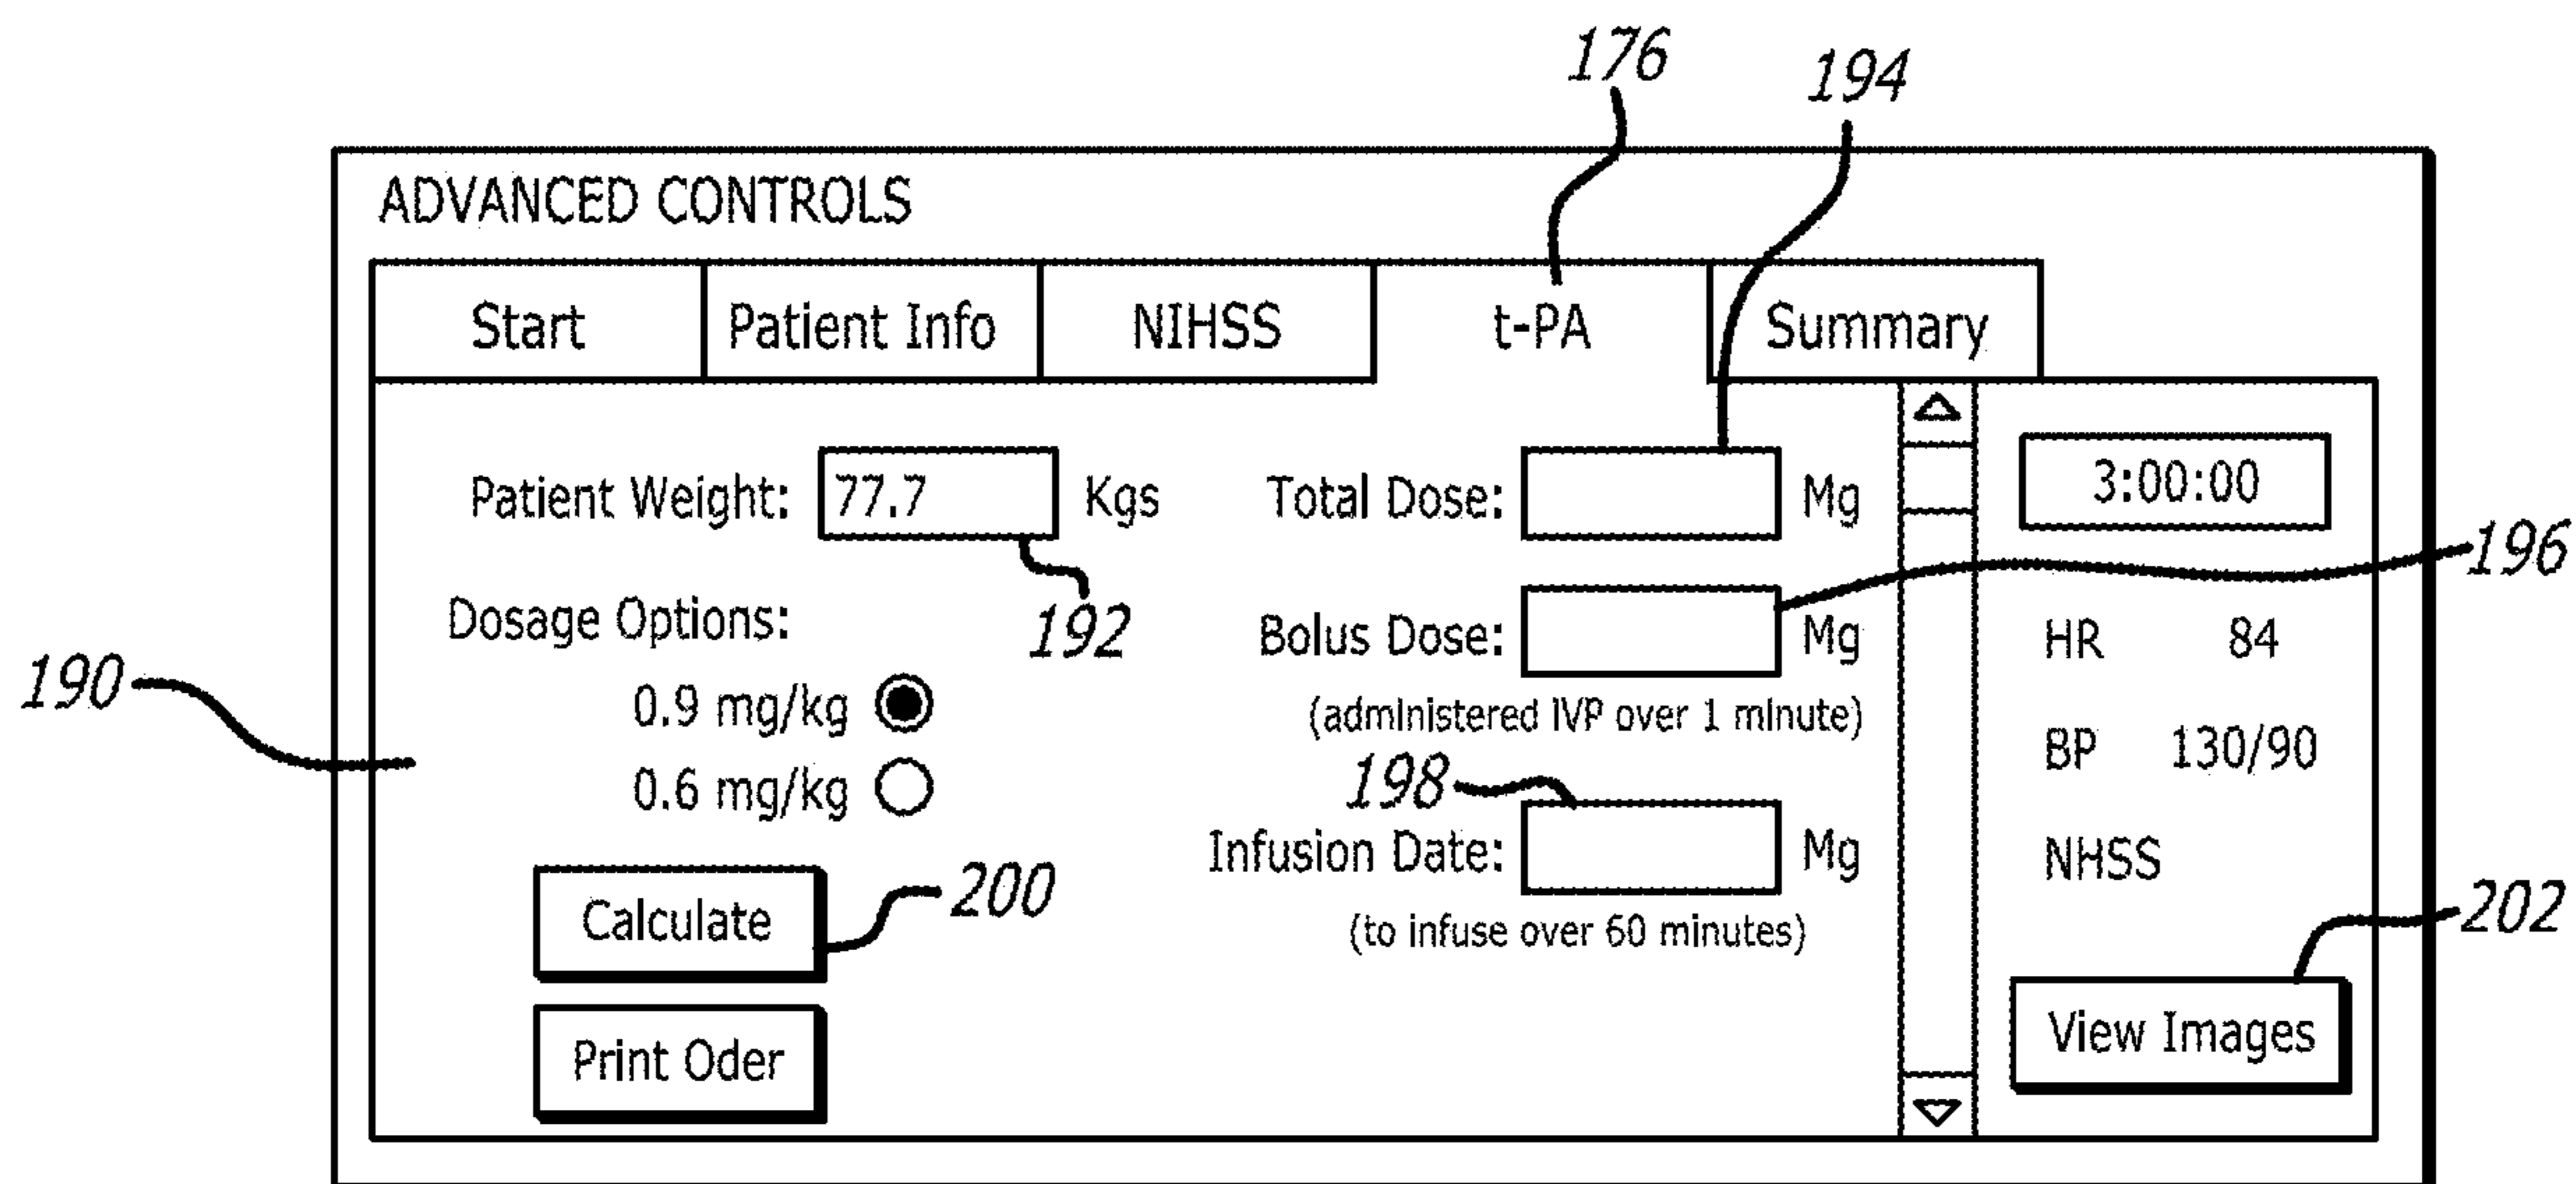 176
194
ADVANCED CONTROLS
Start
Patient Info
NIHSS
t-PA
Summary
Patient Weight: 77.7 Kgs
192
Dosage Options:
190
0.9 mg/kg
0.6 mg/kg
Calculate
200
Print Oder
Total Dose: Mg
Bolus Dose: Mg
196
(administered IVP over 1 minute)
198
Infusion Date: Mg
(to infuse over 60 minutes)
3:00:00
HR 84
BP 130/90
NHSS
202
View Images